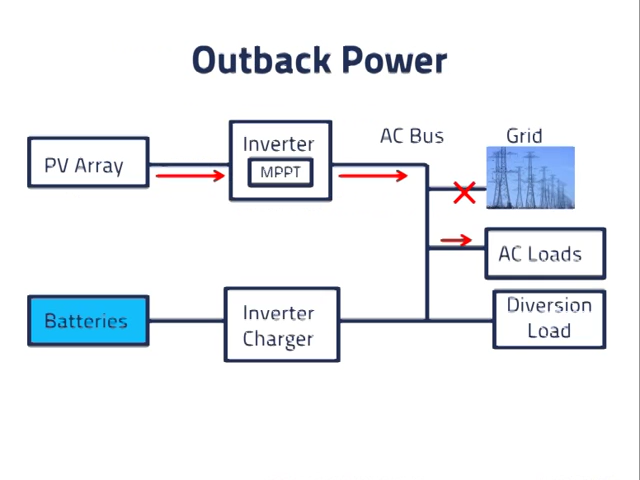 Outback Power
PV Array
Inverter
MPPT
AC Bus
Grid
AC Loads
Batteries
Inverter
Charger
Diversion
Load